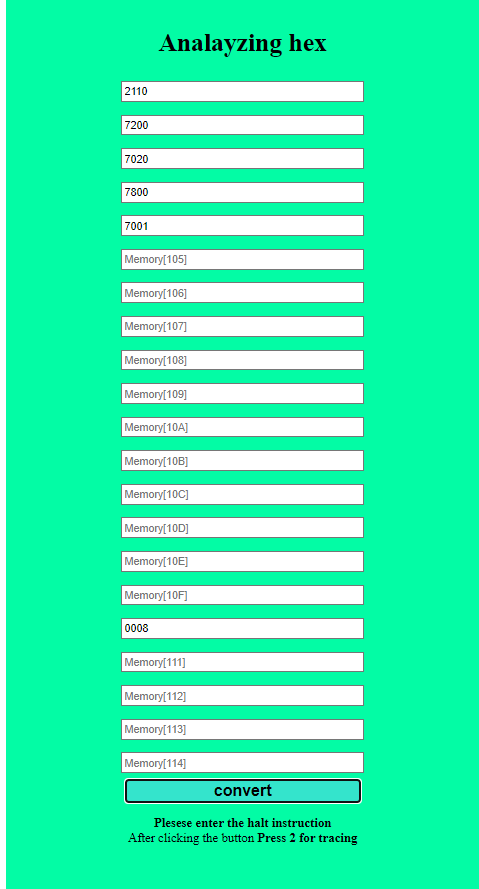 Analayzing hex
2110
7200
7020
7800
7001
Memory[105]
Memory[106]
Memory[107]
Memory[108]
Memory[109]
Memory[10A]
Memory[10B]
Memory[10C]
Memory[10D]
Memory[10E]
Memory[10F]
0008
Memory[111]
Memory[112]
Memory[113]
Memory[114]
convert
Plesese enter the halt instruction
After clicking the button Press 2 for tracing